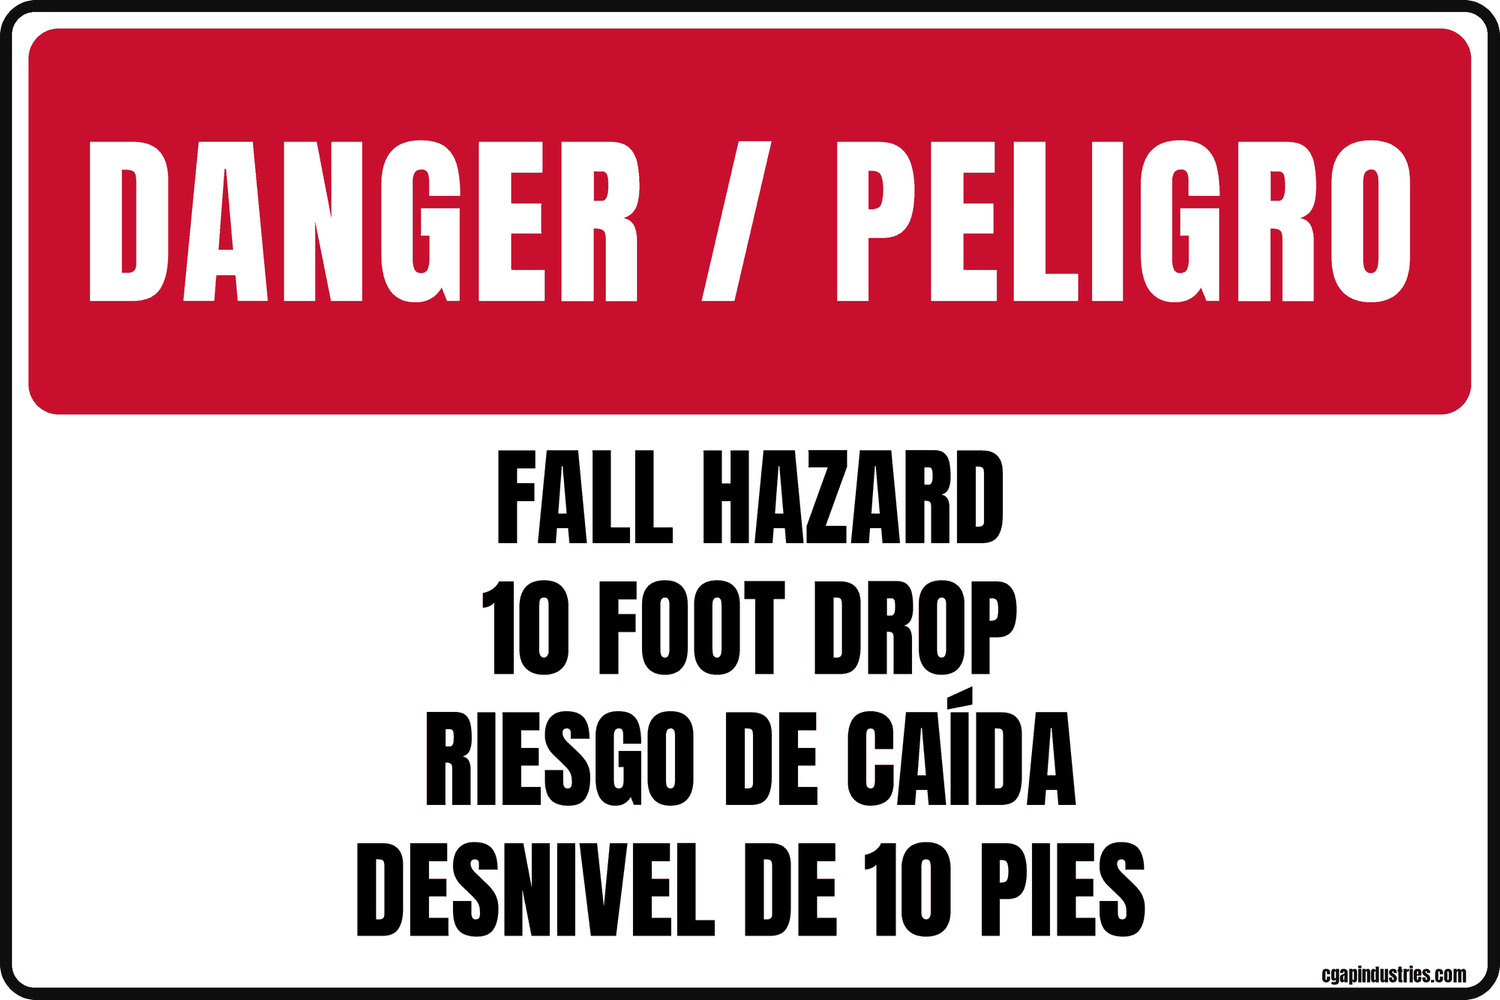 DANGER / PELIGRO
FALL HAZARD
10 FOOT DROP
RIESGO DE CAÍDA
DESNIVEL DE 10 PIES
cgapindustries.com